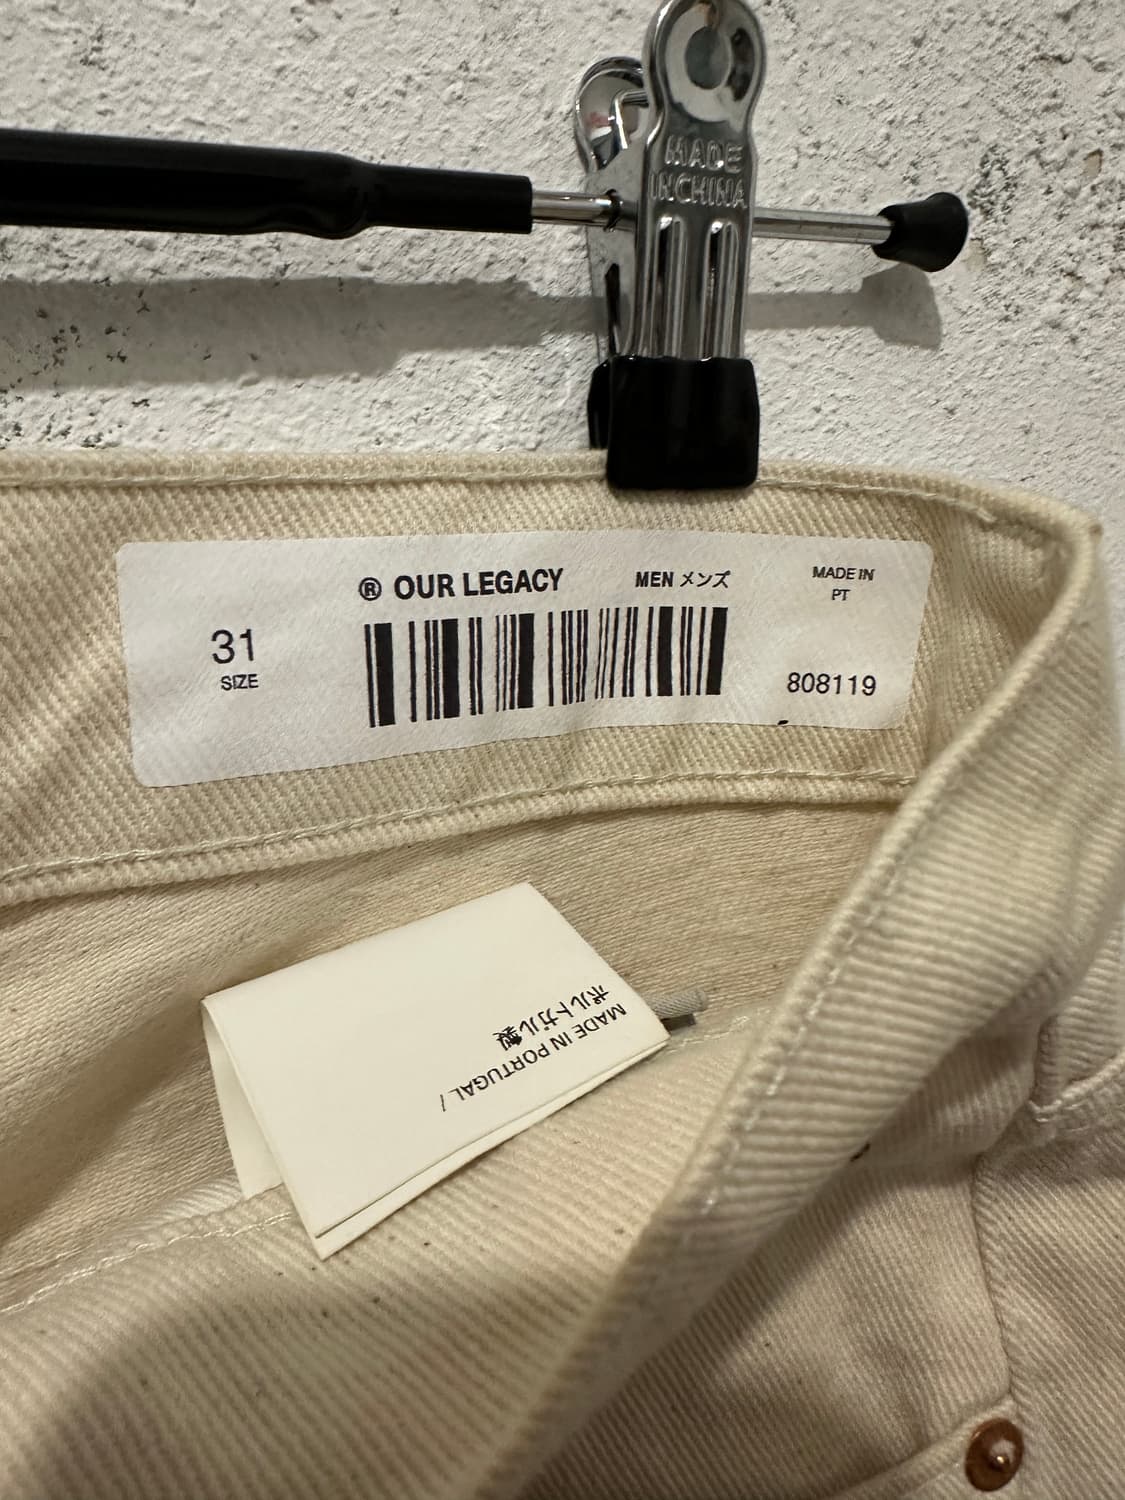 MADE
IN CHINA
® OUR LEGACY
MEN メンズ
MADE IN
PT
31
SIZE
808119
MADE IN PORTUGAL /
ポルトガル製